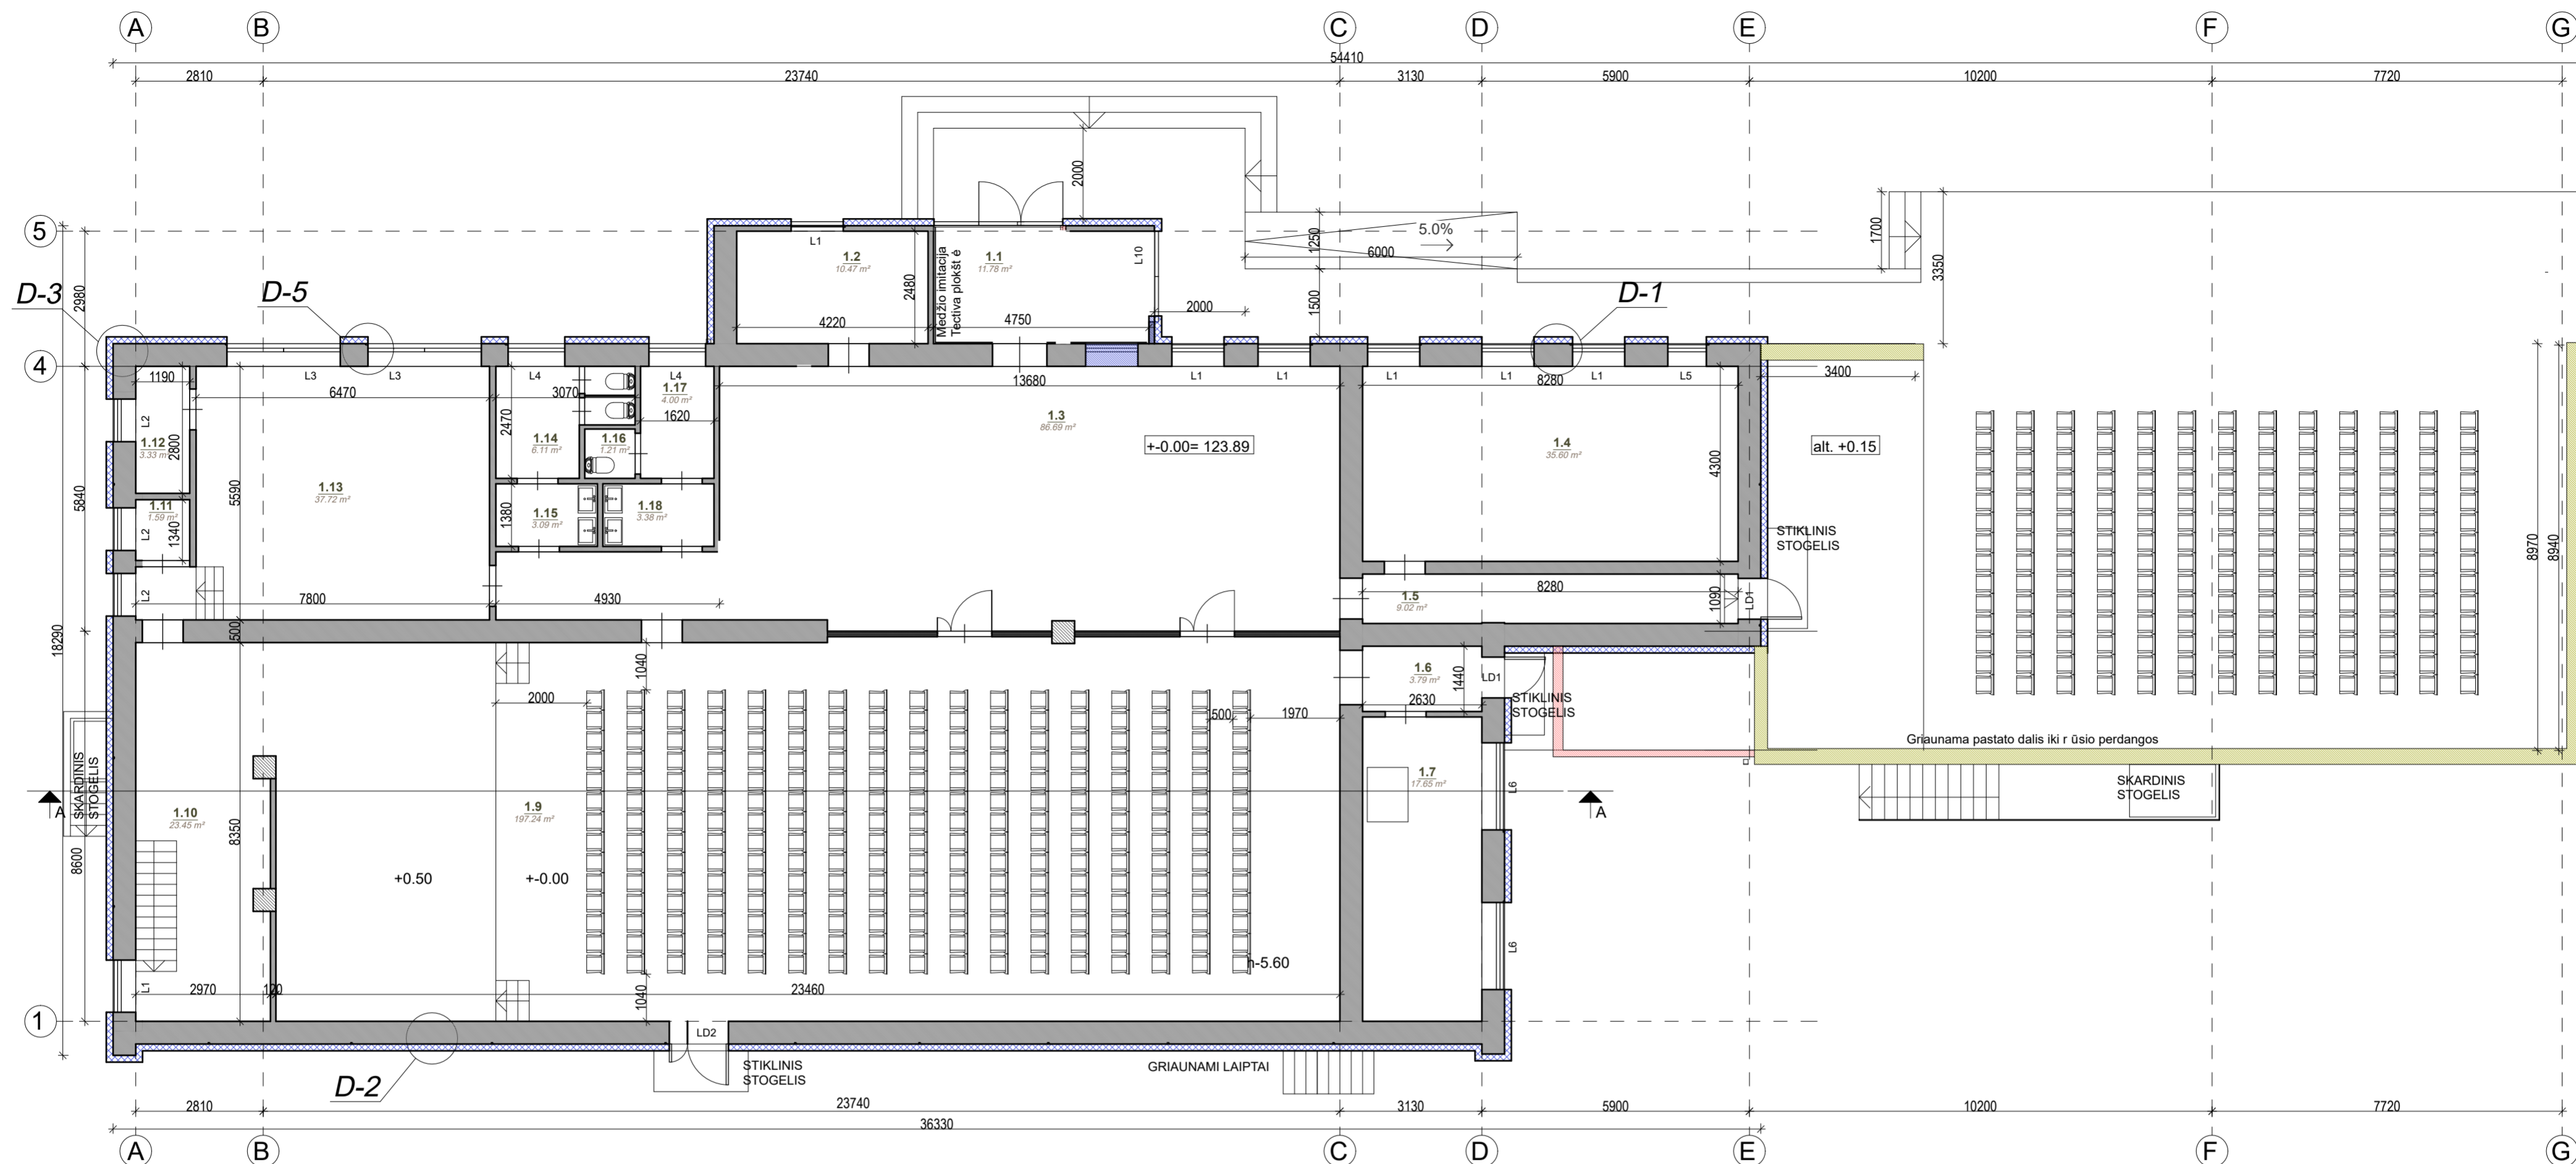 A B C D E F G
54410
2810 23740 3130 5900 10200 7720
2000
5
L1
1.2
10.47 m²
2480
Medžio imitacija
Tectiva plokšt ė
1.1
11.78 m²
L10
1250
5.0%
6000
1700
3350
D-3
2980
D-5
4220
4750
2000
1500
D-1
4
1190
L3 L3 L4 L4
13680
L1 L1 L1
8280
L1 L1 L5
3400
6470
3070
1.17
4.00 m²
1620
1.3
86.69 m²
+-0.00= 123.89
1.4
35.60 m²
alt. +0.15
L2
1.12
3.33 m²
2800
2470
1.14
6.11 m²
1.16
1.21 m²
4300
5840
1.13
37.72 m²
5590
1.11
1.59 m²
L2
1340
1380
1.15
3.09 m²
1.18
3.38 m²
STIKLINIS
STOGELIS
8970
8940
L2
7800
4930
1.5
9.02 m²
8280
1090
LD1
18290
500
1040
1.6
3.79 m²
1440
LD1
2630
STIKLINIS
STOGELIS
2000
500
1970
Griaunama pastato dalis iki r ūsio perdangos
SKARDINIS
STOGELIS
A
1.10
23.45 m²
8350
8600
1.9
197.24 m²
1.7
17.65 m²
L6
A
SKARDINIS
STOGELIS
+0.50
+-0.00
h-5.60
L6
L1
2970
120
1040
23460
1
LD2
STIKLINIS
STOGELIS
GRIAUNAMI LAIPTAI
D-2
2810 23740 3130 5900 10200 7720
36330
A B C D E F G